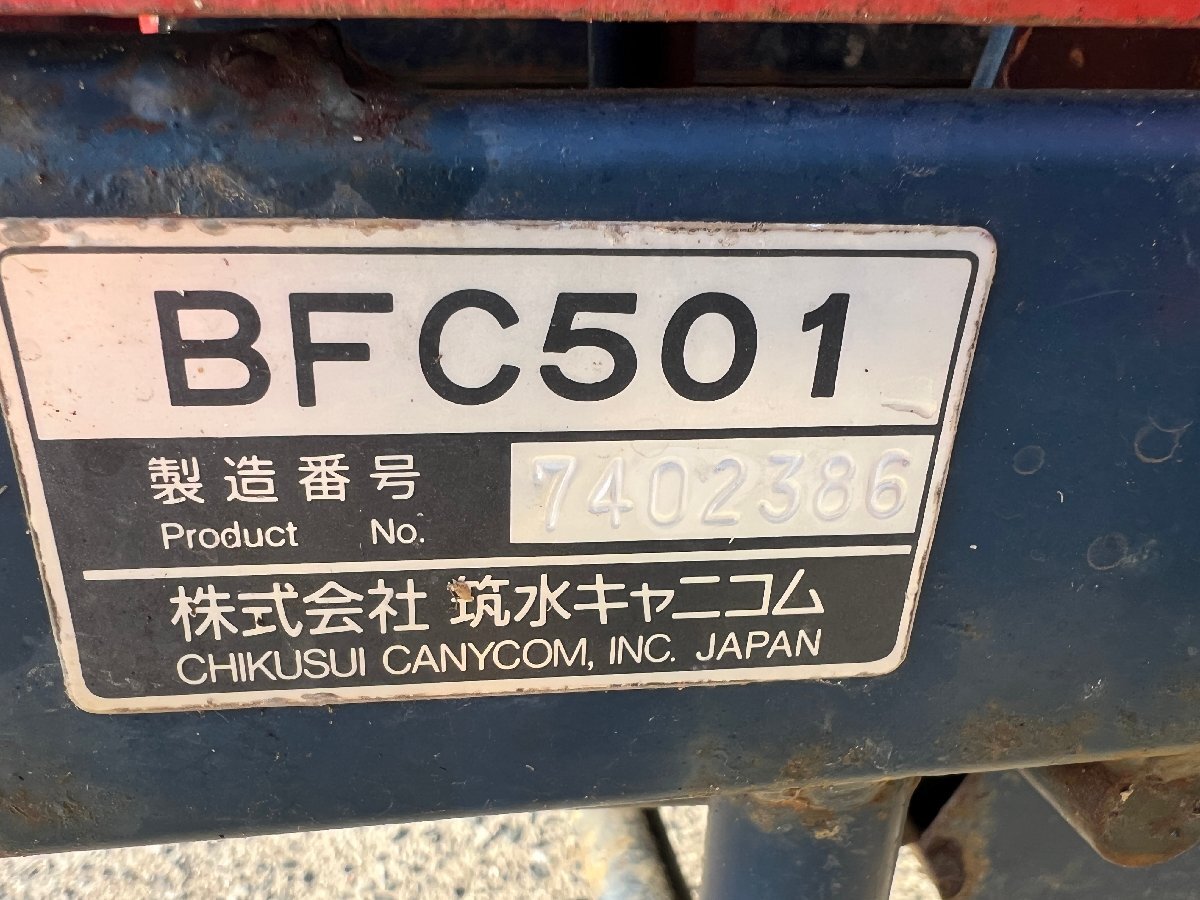 BFC501
製造番号 7402386
Product No.
株式会社 筑水キャニコム
CHIKUSUI CANYCOM, INC. JAPAN